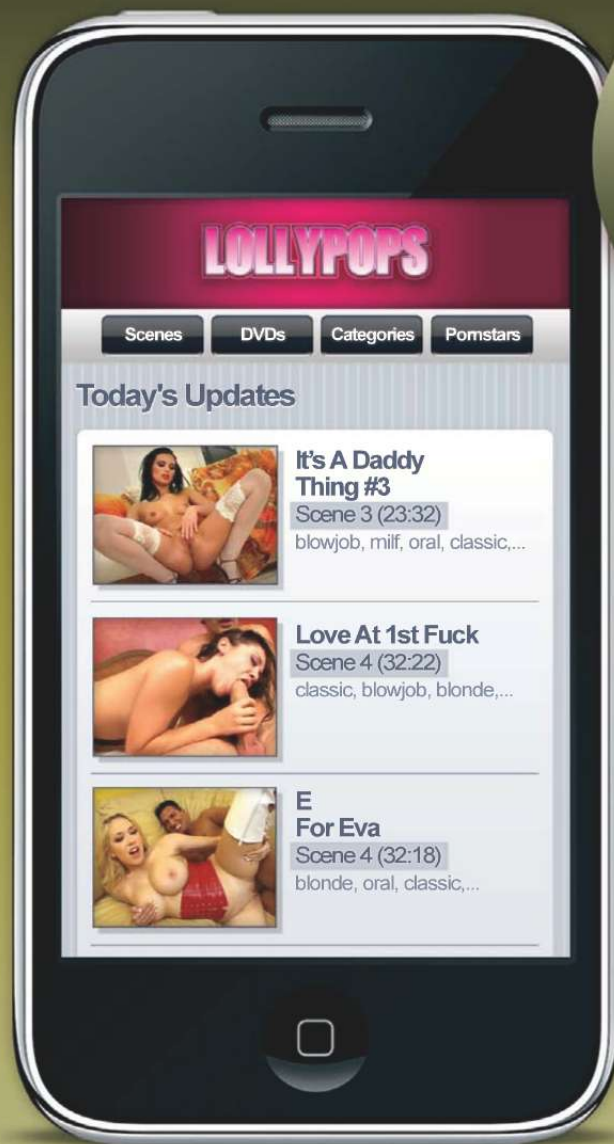 LOLLYPOPS
Scenes DVDs Categories Pornstars
Today's Updates
It's A Daddy
Thing #3
Scene 3 (23:32)
blowjob, milf, oral, classic,...
Love At 1st Fuck
Scene 4 (32:22)
classic, blowjob, blonde,...
E
For Eva
Scene 4 (32:18)
blonde, oral, classic,...